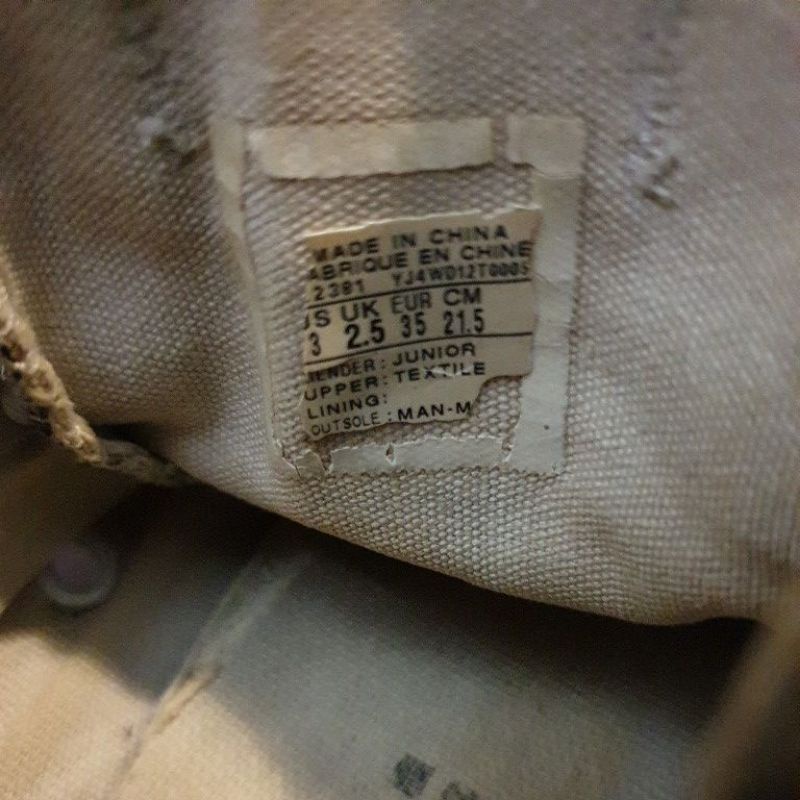 MADE IN CHINA
ABRIQUE EN CHINE
2381 YJ4WD12T0005
US UK EUR CM
3 2.5 35 21.5
ENDER: JUNIOR
UPPER: TEXTILE
LINING:
OUTSOLE: MAN-M